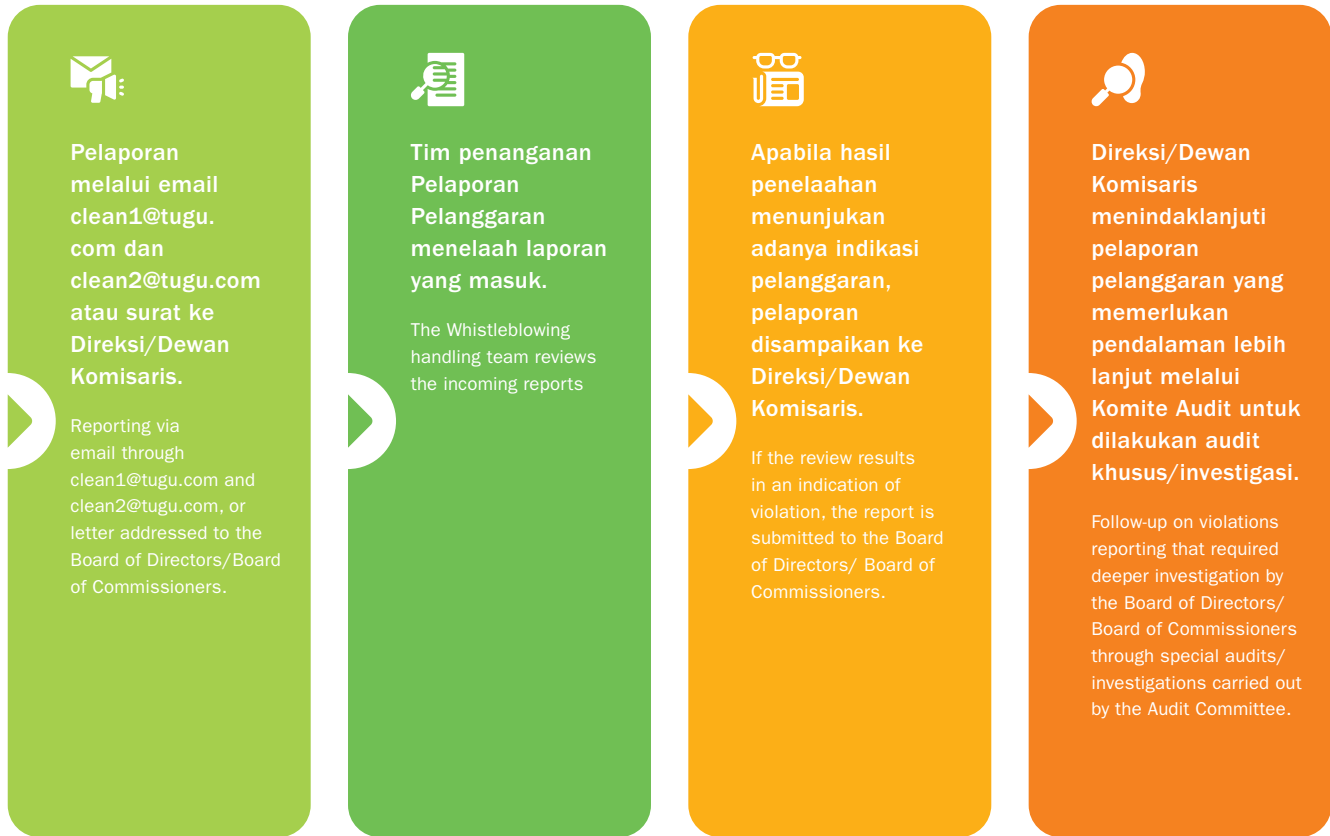 Pelaporan
melalui email
clean1@tugu.
com dan
clean2@tugu.com
atau surat ke
Direksi/Dewan
Komisaris.
Reporting via
email through
clean1@tugu.com and
clean2@tugu.com, or
letter addressed to the
Board of Directors/Board
of Commissioners.
Tim penanganan
Pelaporan
Pelanggaran
menelaah laporan
yang masuk.
The Whistleblowing
handling team reviews
the incoming reports
Apabila hasil
penelaahan
menunjukan
adanya indikasi
pelanggaran,
pelaporan
disampaikan ke
Direksi/Dewan
Komisaris.
If the review results
in an indication of
violation, the report is
submitted to the Board
of Directors/ Board of
Commissioners.
Direksi/Dewan
Komisaris
menindaklanjuti
pelaporan
pelanggaran yang
memerlukan
pendalaman lebih
lanjut melalui
Komite Audit untuk
dilakukan audit
khusus/investigasi.
Follow-up on violations
reporting that required
deeper investigation by
the Board of Directors/
Board of Commissioners
through special audits/
investigations carried out
by the Audit Committee.